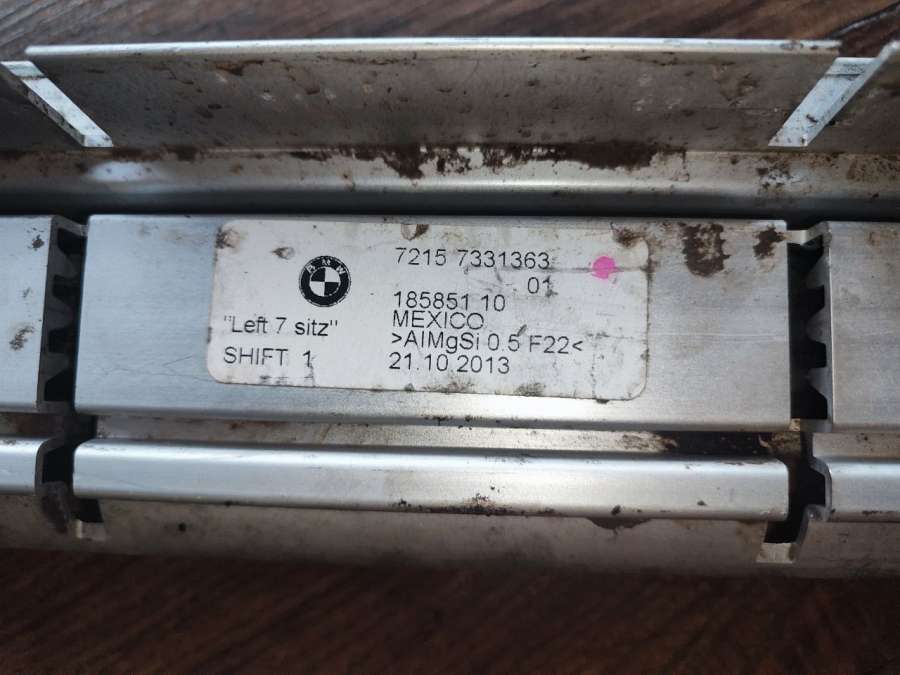 BMW
7215 7331363
01
185851 10
"Left 7 sitz"
MEXICO
>AlMgSi 0.5 F22<
SHIFT 1
21.10.2013